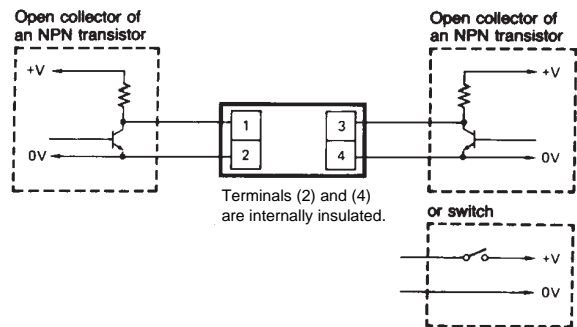 Open collector of
an NPN transistor
+V
0V
1
2
3
4
Terminals (2) and (4)
are internally insulated.
Open collector of
an NPN transistor
+V
0V
or switch
+V
0V